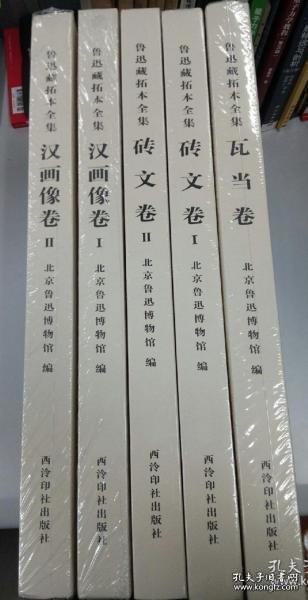 鲁迅藏拓本全集
汉画像卷 II
北京鲁迅博物馆 编
西泠印社出版社
鲁迅藏拓本全集
汉画像卷 I
北京鲁迅博物馆 编
西泠印社出版社
鲁迅藏拓本全集
砖文卷 II
北京鲁迅博物馆 编
西泠印社出版社
鲁迅藏拓本全集
砖文卷 I
北京鲁迅博物馆 编
西泠印社出版社
鲁迅藏拓本全集
瓦当卷
北京鲁迅博物馆 编
西泠印社出版社
孔夫子旧书网